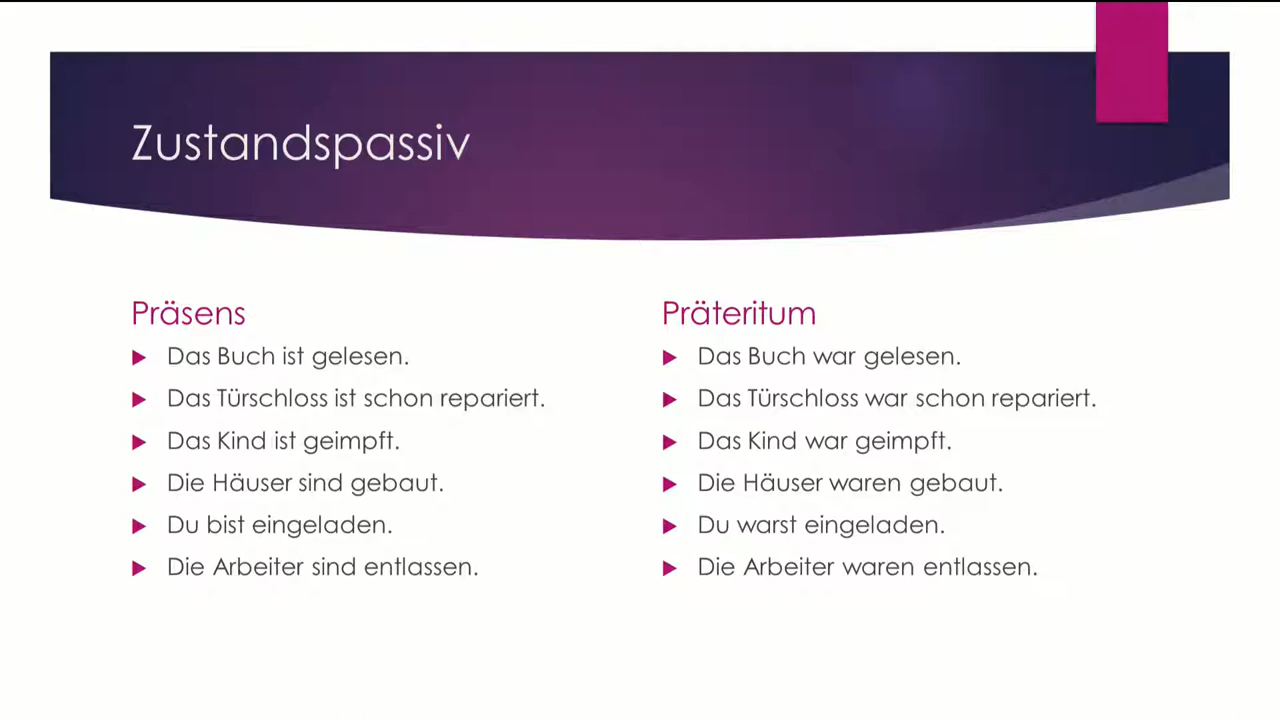 Zustandspassiv
Präsens
Das Buch ist gelesen.
Das Türschloss ist schon repariert.
Das Kind ist geimpft.
Die Häuser sind gebaut.
Du bist eingeladen.
Die Arbeiter sind entlassen.
Präteritum
Das Buch war gelesen.
Das Türschloss war schon repariert.
Das Kind war geimpft.
Die Häuser waren gebaut.
Du warst eingeladen.
Die Arbeiter waren entlassen.